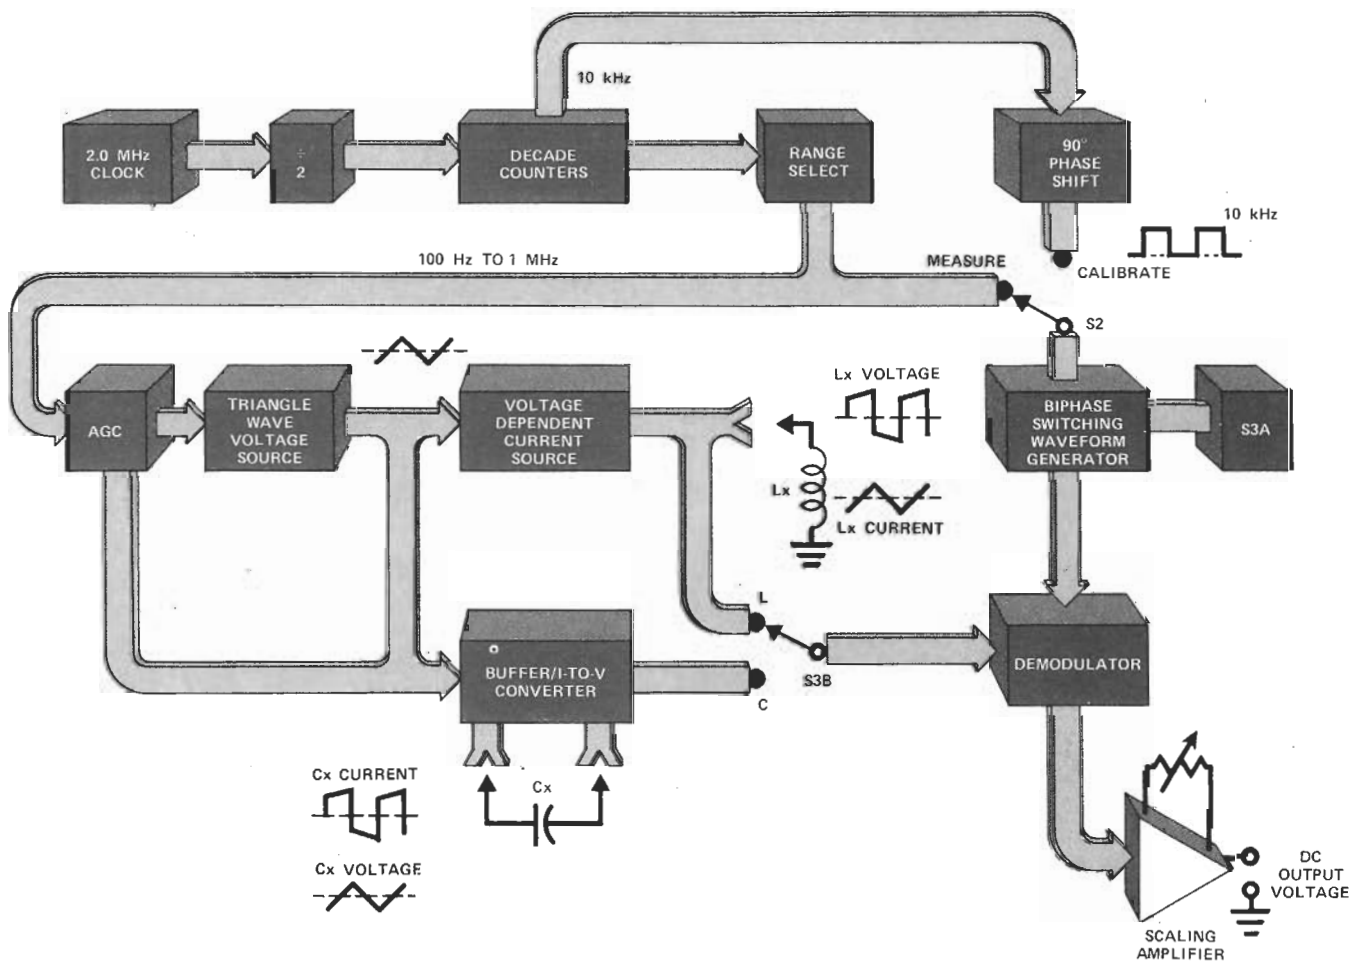 10 kHz
2.0 MHz
CLOCK
÷
2
DECADE
COUNTERS
RANGE
SELECT
90°
PHASE
SHIFT
10 kHz
CALIBRATE
100 Hz TO 1 MHz
MEASURE
S2
AGC
TRIANGLE
WAVE
VOLTAGE
SOURCE
VOLTAGE
DEPENDENT
CURRENT
SOURCE
Lx VOLTAGE
Lx
Lx CURRENT
BIPHASE
SWITCHING
WAVEFORM
GENERATOR
S3A
L
S3B
C
BUFFER/I-TO-V
CONVERTER
DEMODULATOR
Cx CURRENT
Cx
Cx VOLTAGE
DC
OUTPUT
VOLTAGE
SCALING
AMPLIFIER